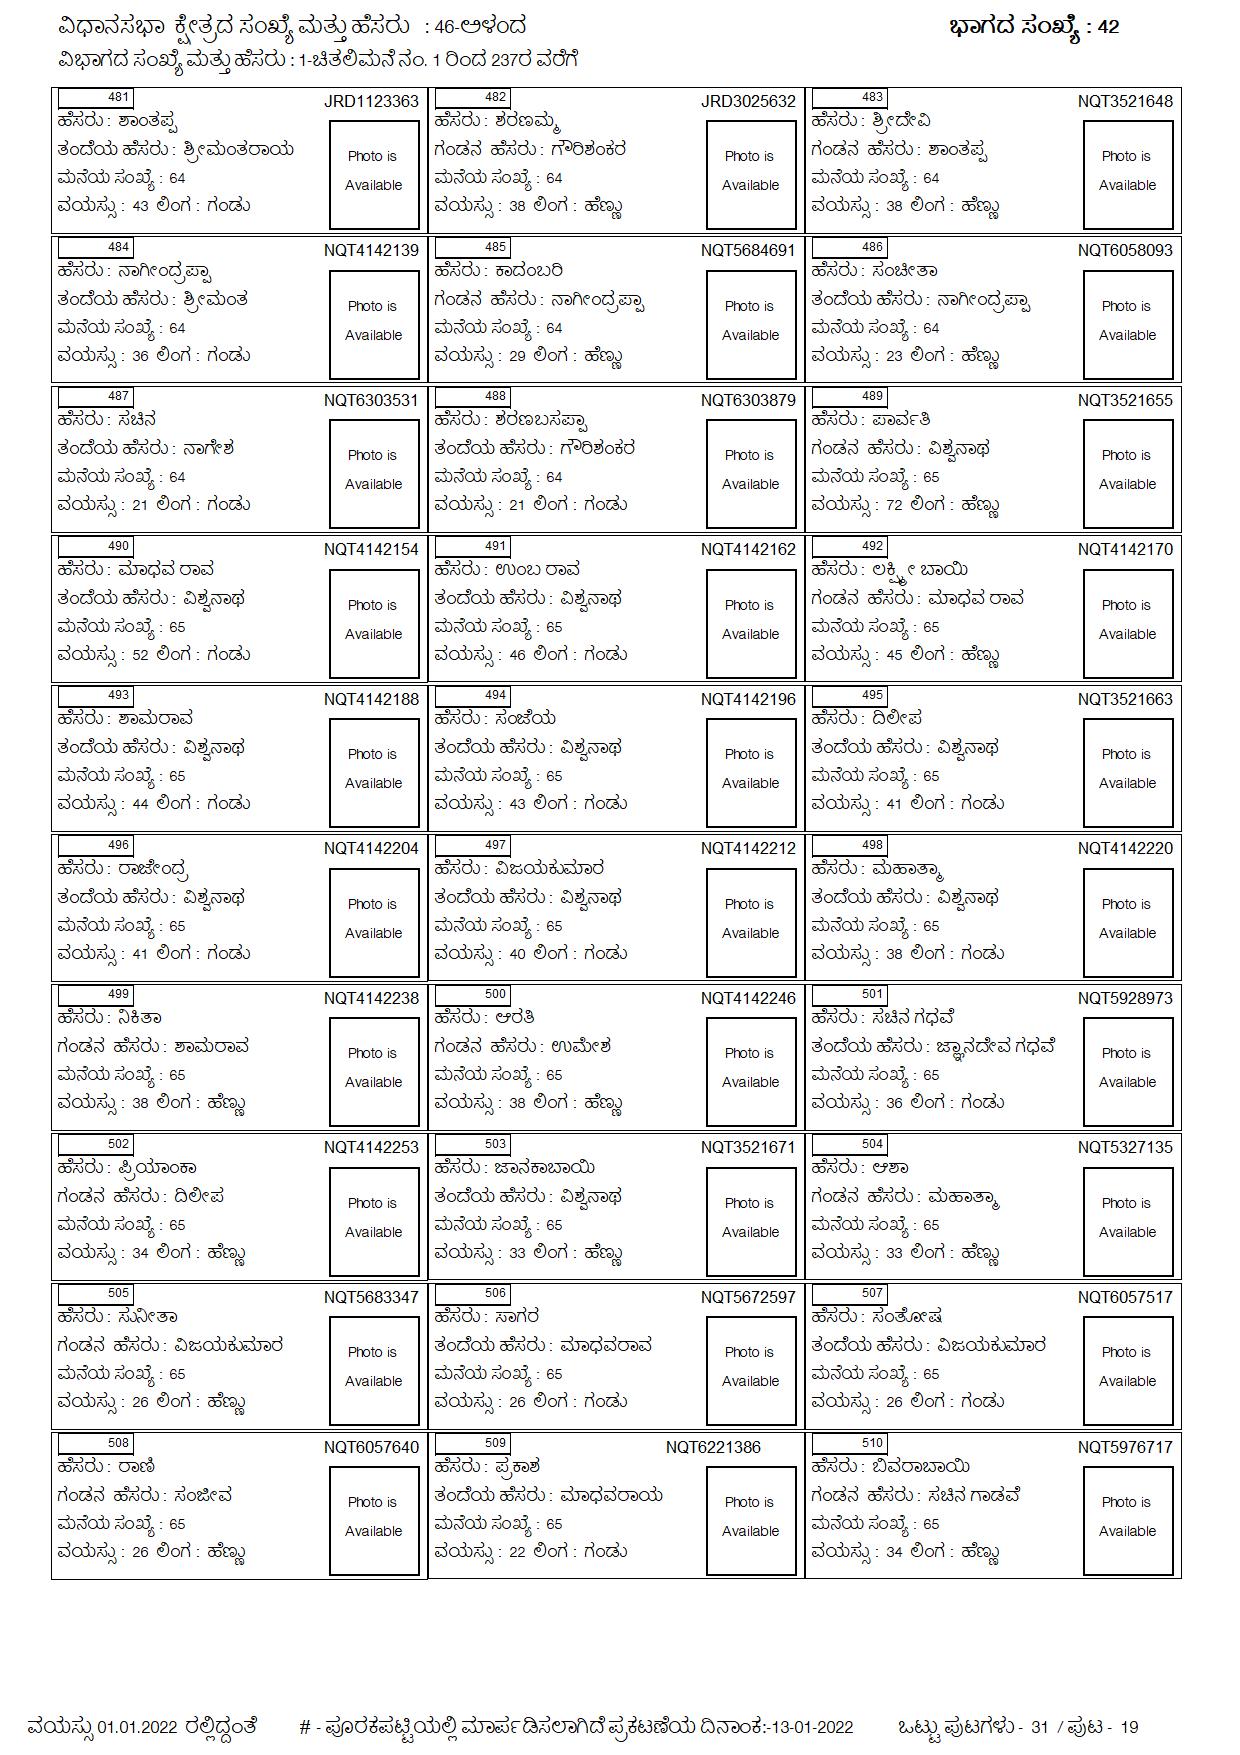 ವಿಧಾನಸಭಾ ಕ್ಷೇತ್ರದ ಸಂಖ್ಯೆ ಮತ್ತು ಹೆಸರು : 46-ಅಳಂದ ಭಾಗದ ಸಂಖ್ಯೆ : 42
ವಿಭಾಗದ ಸಂಖ್ಯೆ ಮತ್ತು ಹೆಸರು : 1-ಚಿತಲಿಮನೆ ನಂ. 1 ರಿಂದ 237ರ ವರೆಗೆ
481 JRD1123363 482 JRD3025632 483 NQT3521648
ಹೆಸರು : ಶಾಂತಪ್ಪ ಹೆಸರು : ಶರಣಮ್ಮ ಹೆಸರು : ಶ್ರೀದೇವಿ
ತಂದೆಯ ಹೆಸರು : ಶ್ರೀಮಂತರಾಯ Photo is ಗಂಡನ ಹೆಸರು : ಗೌರಿಶಂಕರ Photo is ಗಂಡನ ಹೆಸರು : ಶಾಂತಪ್ಪ Photo is
ಮನೆಯ ಸಂಖ್ಯೆ : 64 Available ಮನೆಯ ಸಂಖ್ಯೆ : 64 Available ಮನೆಯ ಸಂಖ್ಯೆ : 64 Available
ವಯಸ್ಸು : 43 ಲಿಂಗ : ಗಂಡು ವಯಸ್ಸು : 38 ಲಿಂಗ : ಹೆಣ್ಣು ವಯಸ್ಸು : 38 ಲಿಂಗ : ಹೆಣ್ಣು
484 NQT4142139 485 NQT5684691 486 NQT6058093
ಹೆಸರು : ನಾಗೀಂದ್ರಪ್ಪಾ ಹೆಸರು : ಕಾದಂಬರಿ ಹೆಸರು : ಸಂಚೀತಾ
ತಂದೆಯ ಹೆಸರು : ಶ್ರೀಮಂತ Photo is ಗಂಡನ ಹೆಸರು : ನಾಗೀಂದ್ರಪ್ಪಾ Photo is ತಂದೆಯ ಹೆಸರು : ನಾಗೀಂದ್ರಪ್ಪಾ Photo is
ಮನೆಯ ಸಂಖ್ಯೆ : 64 Available ಮನೆಯ ಸಂಖ್ಯೆ : 64 Available ಮನೆಯ ಸಂಖ್ಯೆ : 64 Available
ವಯಸ್ಸು : 36 ಲಿಂಗ : ಗಂಡು ವಯಸ್ಸು : 29 ಲಿಂಗ : ಹೆಣ್ಣು ವಯಸ್ಸು : 23 ಲಿಂಗ : ಹೆಣ್ಣು
487 NQT6303531 488 NQT6303879 489 NQT3521655
ಹೆಸರು : ಸಚಿನ ಹೆಸರು : ಶರಣಬಸಪ್ಪಾ ಹೆಸರು : ಪಾರ್ವತಿ
ತಂದೆಯ ಹೆಸರು : ನಾಗೇಶ Photo is ತಂದೆಯ ಹೆಸರು : ಗೌರಿಶಂಕರ Photo is ಗಂಡನ ಹೆಸರು : ವಿಶ್ವನಾಥ Photo is
ಮನೆಯ ಸಂಖ್ಯೆ : 64 Available ಮನೆಯ ಸಂಖ್ಯೆ : 64 Available ಮನೆಯ ಸಂಖ್ಯೆ : 65 Available
ವಯಸ್ಸು : 21 ಲಿಂಗ : ಗಂಡು ವಯಸ್ಸು : 21 ಲಿಂಗ : ಗಂಡು ವಯಸ್ಸು : 72 ಲಿಂಗ : ಹೆಣ್ಣು
490 NQT4142154 491 NQT4142162 492 NQT4142170
ಹೆಸರು : ಮಾಧವ ರಾವ ಹೆಸರು : ಉಂಬ ರಾವ ಹೆಸರು : ಲಕ್ಷ್ಮೀ ಬಾಯಿ
ತಂದೆಯ ಹೆಸರು : ವಿಶ್ವನಾಥ Photo is ತಂದೆಯ ಹೆಸರು : ವಿಶ್ವನಾಥ Photo is ಗಂಡನ ಹೆಸರು : ಮಾಧವ ರಾವ Photo is
ಮನೆಯ ಸಂಖ್ಯೆ : 65 Available ಮನೆಯ ಸಂಖ್ಯೆ : 65 Available ಮನೆಯ ಸಂಖ್ಯೆ : 65 Available
ವಯಸ್ಸು : 52 ಲಿಂಗ : ಗಂಡು ವಯಸ್ಸು : 46 ಲಿಂಗ : ಗಂಡು ವಯಸ್ಸು : 45 ಲಿಂಗ : ಹೆಣ್ಣು
493 NQT4142188 494 NQT4142196 495 NQT3521663
ಹೆಸರು : ಶಾಮರಾವ ಹೆಸರು : ಸಂಜೆಯ ಹೆಸರು : ದಿಲೀಪ
ತಂದೆಯ ಹೆಸರು : ವಿಶ್ವನಾಥ Photo is ತಂದೆಯ ಹೆಸರು : ವಿಶ್ವನಾಥ Photo is ತಂದೆಯ ಹೆಸರು : ವಿಶ್ವನಾಥ Photo is
ಮನೆಯ ಸಂಖ್ಯೆ : 65 Available ಮನೆಯ ಸಂಖ್ಯೆ : 65 Available ಮನೆಯ ಸಂಖ್ಯೆ : 65 Available
ವಯಸ್ಸು : 44 ಲಿಂಗ : ಗಂಡು ವಯಸ್ಸು : 43 ಲಿಂಗ : ಗಂಡು ವಯಸ್ಸು : 41 ಲಿಂಗ : ಗಂಡು
496 NQT4142204 497 NQT4142212 498 NQT4142220
ಹೆಸರು : ರಾಜೇಂದ್ರ ಹೆಸರು : ವಿಜಯಕುಮಾರ ಹೆಸರು : ಮಹಾತ್ಮಾ
ತಂದೆಯ ಹೆಸರು : ವಿಶ್ವನಾಥ Photo is ತಂದೆಯ ಹೆಸರು : ವಿಶ್ವನಾಥ Photo is ತಂದೆಯ ಹೆಸರು : ವಿಶ್ವನಾಥ Photo is
ಮನೆಯ ಸಂಖ್ಯೆ : 65 Available ಮನೆಯ ಸಂಖ್ಯೆ : 65 Available ಮನೆಯ ಸಂಖ್ಯೆ : 65 Available
ವಯಸ್ಸು : 41 ಲಿಂಗ : ಗಂಡು ವಯಸ್ಸು : 40 ಲಿಂಗ : ಗಂಡು ವಯಸ್ಸು : 38 ಲಿಂಗ : ಗಂಡು
499 NQT4142238 500 NQT4142246 501 NQT5928973
ಹೆಸರು : ನಿಕಿತಾ ಹೆಸರು : ಆರತಿ ಹೆಸರು : ಸಚಿನ ಗಧವೆ
ಗಂಡನ ಹೆಸರು : ಶಾಮರಾವ Photo is ಗಂಡನ ಹೆಸರು : ಉಮೇಶ Photo is ತಂದೆಯ ಹೆಸರು : ಜ್ಞಾನದೇವ ಗಧವೆ Photo is
ಮನೆಯ ಸಂಖ್ಯೆ : 65 Available ಮನೆಯ ಸಂಖ್ಯೆ : 65 Available ಮನೆಯ ಸಂಖ್ಯೆ : 65 Available
ವಯಸ್ಸು : 38 ಲಿಂಗ : ಹೆಣ್ಣು ವಯಸ್ಸು : 38 ಲಿಂಗ : ಹೆಣ್ಣು ವಯಸ್ಸು : 36 ಲಿಂಗ : ಗಂಡು
502 NQT4142253 503 NQT3521671 504 NQT5327135
ಹೆಸರು : ಪ್ರಿಯಾಂಕಾ ಹೆಸರು : ಜಾನಕಾಬಾಯಿ ಹೆಸರು : ಆಶಾ
ಗಂಡನ ಹೆಸರು : ದಿಲೀಪ Photo is ತಂದೆಯ ಹೆಸರು : ವಿಶ್ವನಾಥ Photo is ಗಂಡನ ಹೆಸರು : ಮಹಾತ್ಮಾ Photo is
ಮನೆಯ ಸಂಖ್ಯೆ : 65 Available ಮನೆಯ ಸಂಖ್ಯೆ : 65 Available ಮನೆಯ ಸಂಖ್ಯೆ : 65 Available
ವಯಸ್ಸು : 34 ಲಿಂಗ : ಹೆಣ್ಣು ವಯಸ್ಸು : 33 ಲಿಂಗ : ಹೆಣ್ಣು ವಯಸ್ಸು : 33 ಲಿಂಗ : ಹೆಣ್ಣು
505 NQT5683347 506 NQT5672597 507 NQT6057517
ಹೆಸರು : ಸುನೀತಾ ಹೆಸರು : ಸಾಗರ ಹೆಸರು : ಸಂತೋಷ
ಗಂಡನ ಹೆಸರು : ವಿಜಯಕುಮಾರ Photo is ತಂದೆಯ ಹೆಸರು : ಮಾಧವರಾವ Photo is ತಂದೆಯ ಹೆಸರು : ವಿಜಯಕುಮಾರ Photo is
ಮನೆಯ ಸಂಖ್ಯೆ : 65 Available ಮನೆಯ ಸಂಖ್ಯೆ : 65 Available ಮನೆಯ ಸಂಖ್ಯೆ : 65 Available
ವಯಸ್ಸು : 26 ಲಿಂಗ : ಹೆಣ್ಣು ವಯಸ್ಸು : 26 ಲಿಂಗ : ಗಂಡು ವಯಸ್ಸು : 26 ಲಿಂಗ : ಗಂಡು
508 NQT6057640 509 NQT6221386 510 NQT5976717
ಹೆಸರು : ರಾಣಿ ಹೆಸರು : ಪ್ರಕಾಶ ಹೆಸರು : ಬಿವರಾಬಾಯಿ
ಗಂಡನ ಹೆಸರು : ಸಂಜೀವ Photo is ತಂದೆಯ ಹೆಸರು : ಮಾಧವರಾಯ Photo is ಗಂಡನ ಹೆಸರು : ಸಚಿನ ಗಾಡವೆ Photo is
ಮನೆಯ ಸಂಖ್ಯೆ : 65 Available ಮನೆಯ ಸಂಖ್ಯೆ : 65 Available ಮನೆಯ ಸಂಖ್ಯೆ : 65 Available
ವಯಸ್ಸು : 26 ಲಿಂಗ : ಹೆಣ್ಣು ವಯಸ್ಸು : 22 ಲಿಂಗ : ಗಂಡು ವಯಸ್ಸು : 34 ಲಿಂಗ : ಹೆಣ್ಣು
ವಯಸ್ಸು 01.01.2022 ರಲ್ಲಿದ್ದಂತೆ # - ಪೂರಕಪಟ್ಟಿಯಲ್ಲಿ ಮಾರ್ಪಡಿಸಲಾಗಿದೆ ಪ್ರಕಟಣೆಯ ದಿನಾಂಕ:-13-01-2022 ಒಟ್ಟು ಪುಟಗಳು - 31 / ಪುಟ - 19